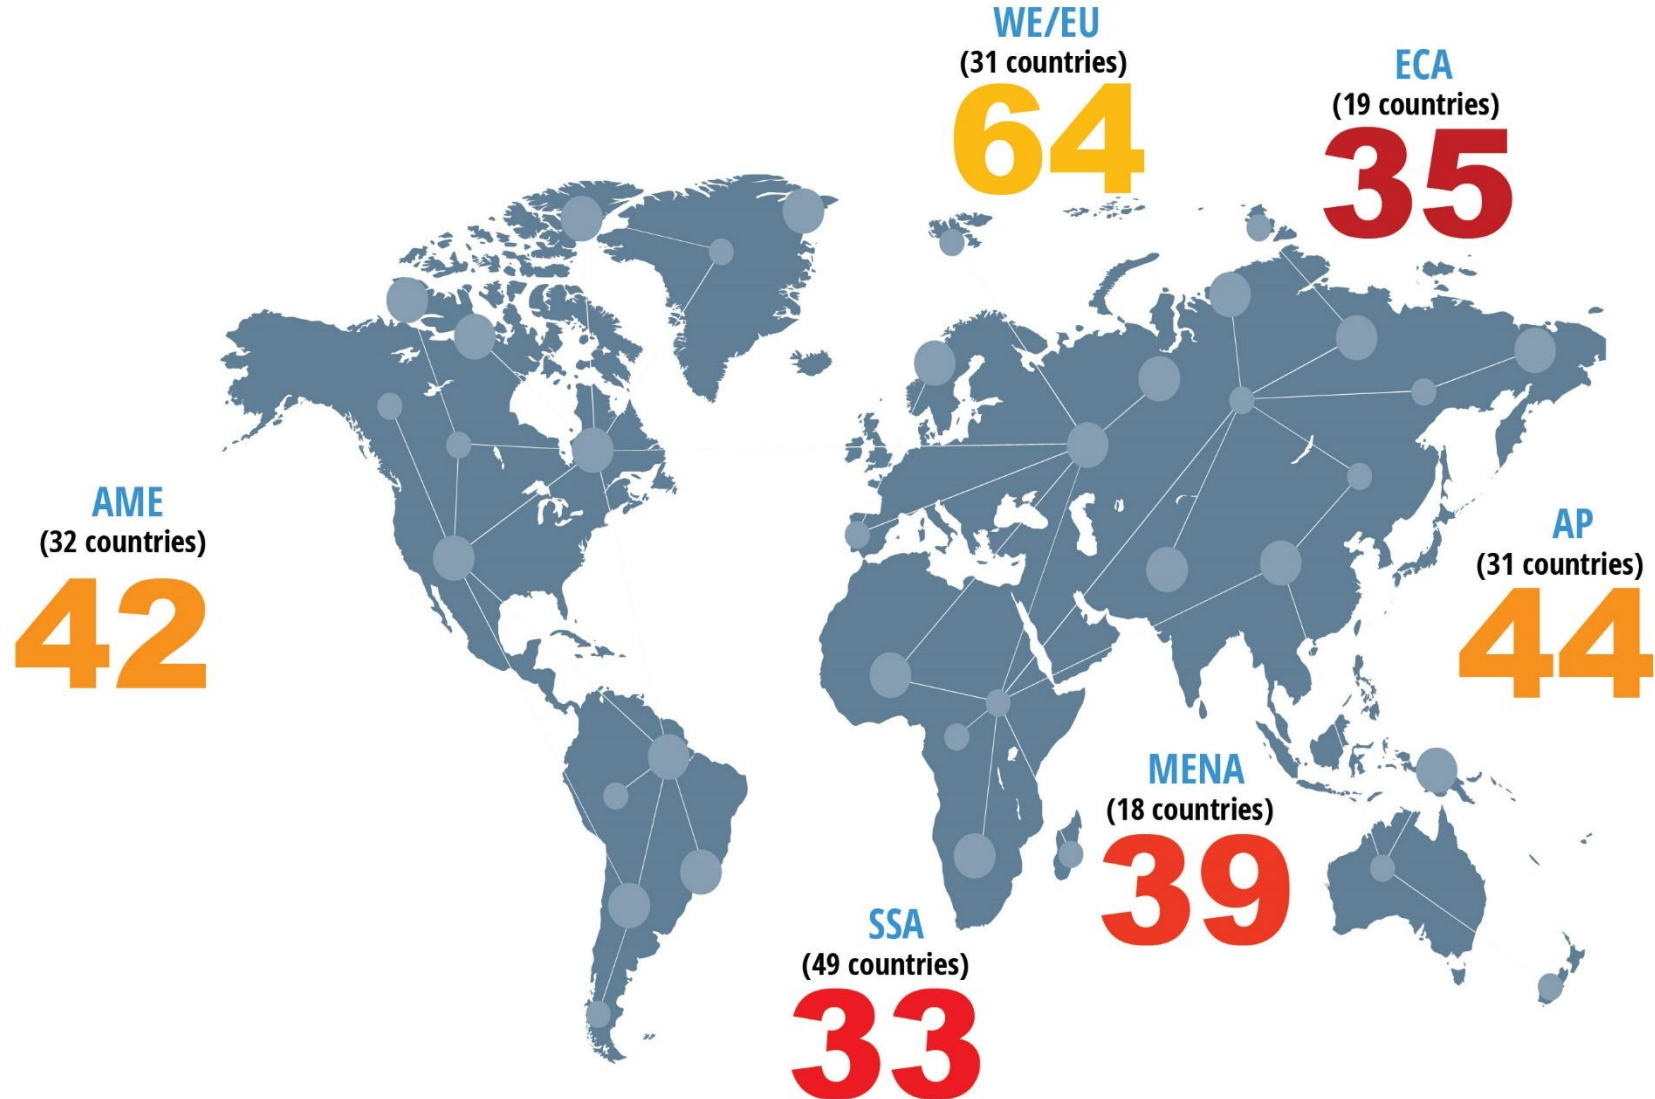 WE/EU
(31 countries)
64
ECA
(19 countries)
35
AME
(32 countries)
42
AP
(31 countries)
44
MENA
(18 countries)
39
SSA
(49 countries)
33